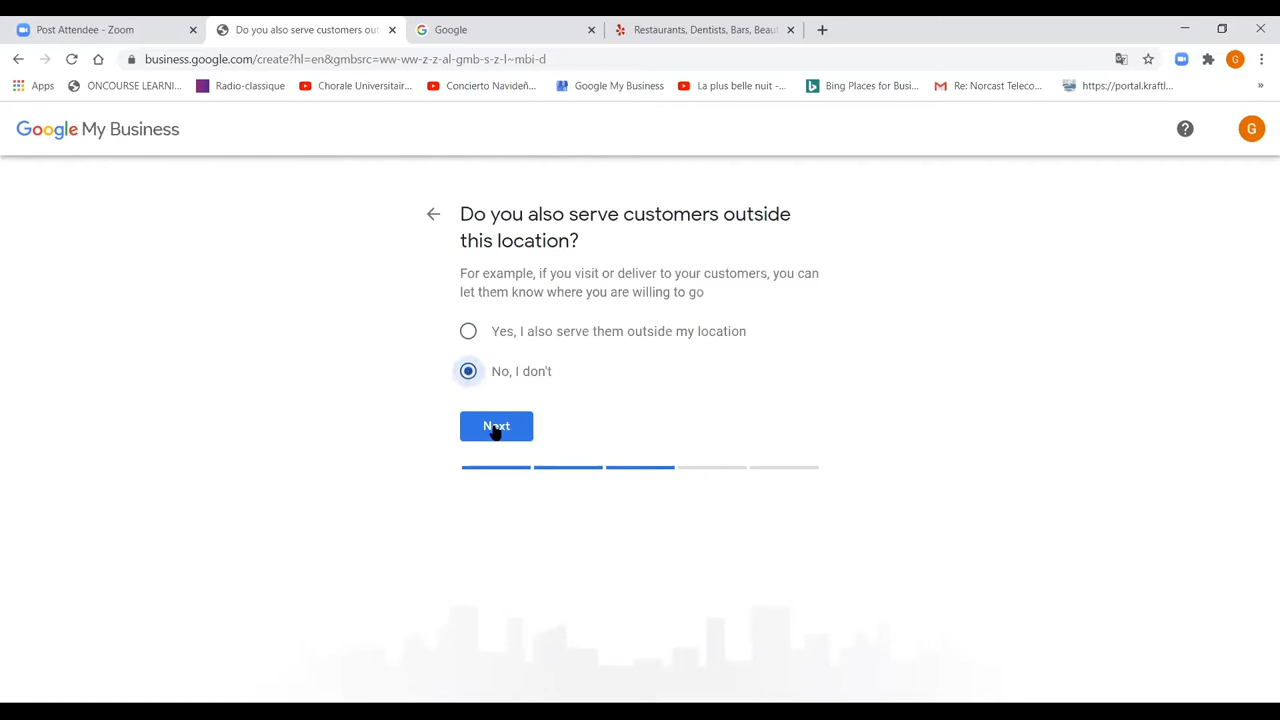 Post Attendee - Zoom
Do you also serve customers out
Google
Restaurants, Dentists, Bars, Beau
business.google.com/create?hl=en&gmbsrc=ww-ww-z-z-al-gmb-s-z-l~mbi-d
G
Apps
ONCOURSE LEARNI...
Radio-classique
Chorale Universitair...
Concierto Navideñ...
Google My Business
La plus belle nuit -...
Bing Places for Busi...
Re: Norcast Teleco...
https://portal.kraftl...
»
Google My Business
?
G
Do you also serve customers outside
this location?
For example, if you visit or deliver to your customers, you can
let them know where you are willing to go
Yes, I also serve them outside my location
No, I don't
Next